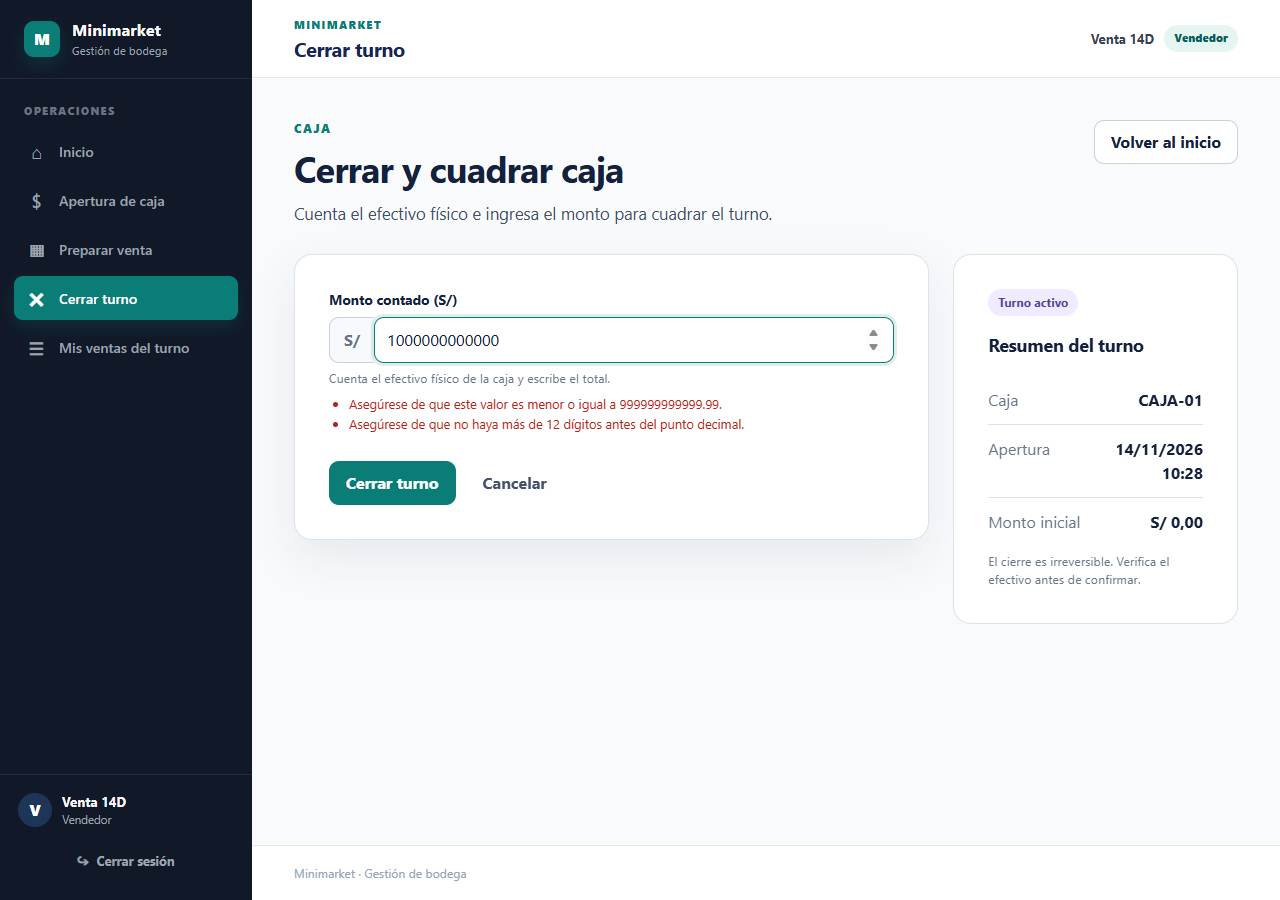 M
Minimarket
Gestión de bodega
OPERACIONES
Inicio
$ Apertura de caja
Preparar venta
Cerrar turno
Mis ventas del turno
V
Venta 14D
Vendedor
Cerrar sesión
MINIMARKET
Cerrar turno
Venta 14D
Vendedor
CAJA
Cerrar y cuadrar caja
Cuenta el efectivo físico e ingresa el monto para cuadrar el turno.
Volver al inicio
Monto contado (S/)
S/ 1000000000000
Cuenta el efectivo físico de la caja y escribe el total.
Asegúrese de que este valor es menor o igual a 999999999999.99.
Asegúrese de que no haya más de 12 dígitos antes del punto decimal.
Cerrar turno
Cancelar
Turno activo
Resumen del turno
Caja CAJA-01
Apertura 14/11/2026
10:28
Monto inicial S/ 0,00
El cierre es irreversible. Verifica el
efectivo antes de confirmar.
Minimarket · Gestión de bodega